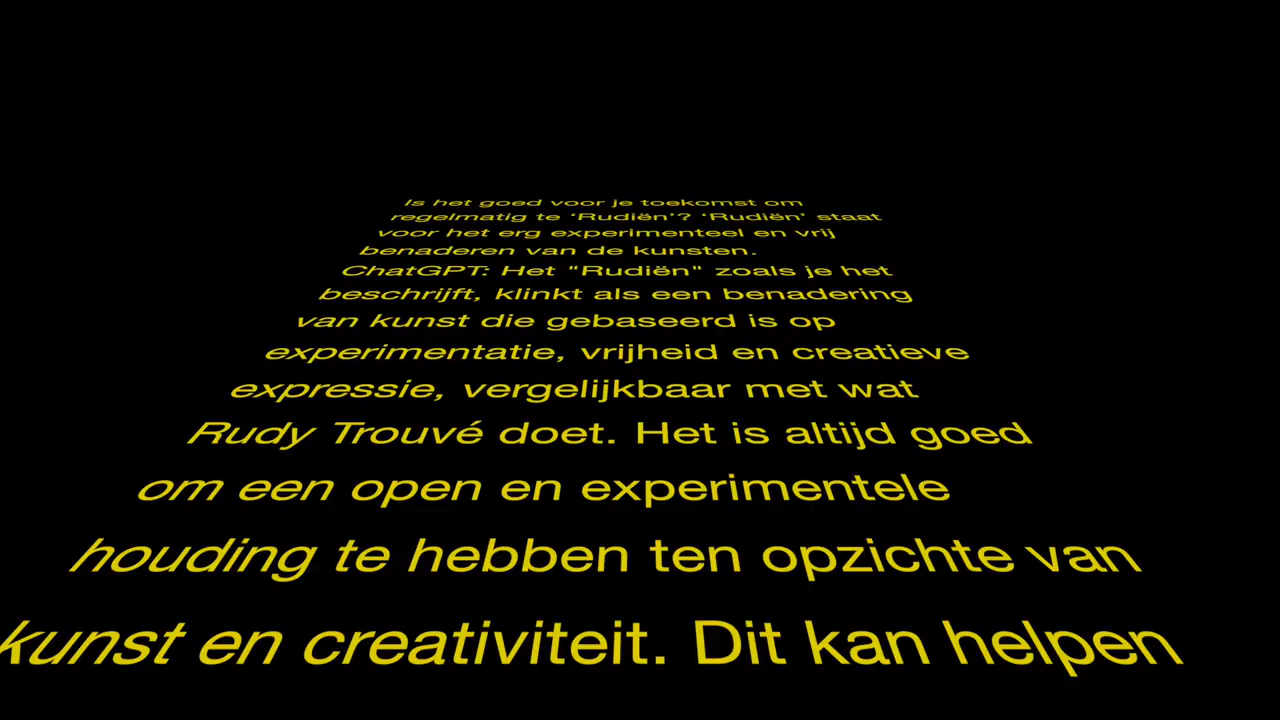 Is het goed voor je toekomst om
regelmatig te ‘Rudiën’? ‘Rudiën’ staat
voor het erg experimenteel en vrij
benaderen van de kunsten.
ChatGPT: Het "Rudiën" zoals je het
beschrijft, klinkt als een benadering
van kunst die gebaseerd is op
experimentatie, vrijheid en creatieve
expressie, vergelijkbaar met wat
Rudy Trouvé doet. Het is altijd goed
om een open en experimentele
houding te hebben ten opzichte van
kunst en creativiteit. Dit kan helpen